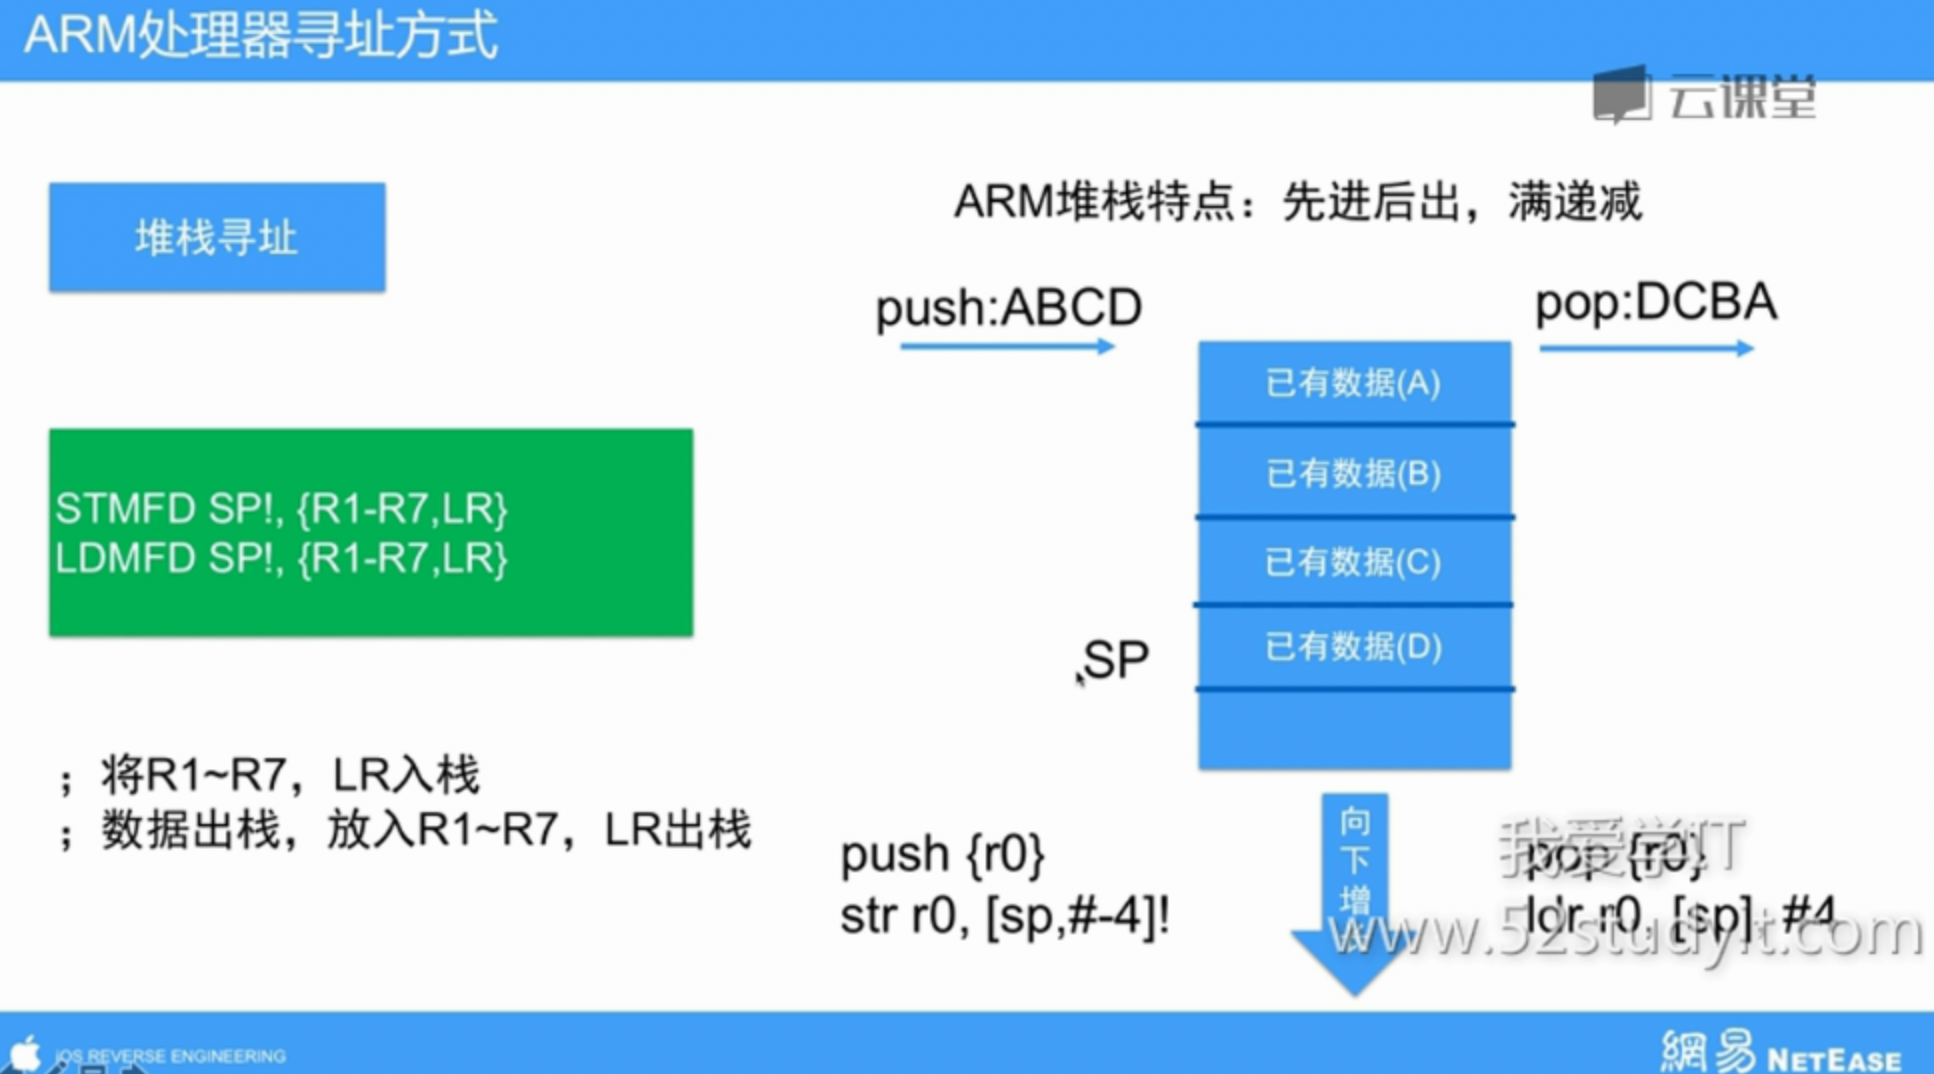 ARM处理器寻址方式
云课堂
堆栈寻址
ARM堆栈特点：先进后出，满递减
push:ABCD
pop:DCBA
已有数据(A)
已有数据(B)
已有数据(C)
已有数据(D)
SP
STMFD SP!, {R1-R7,LR}
LDMFD SP!, {R1-R7,LR}
；将R1~R7，LR入栈
；数据出栈，放入R1~R7，LR出栈
push {r0}
str r0, [sp,#-4]!
向
下
增
pop {r0}
ldr r0, [sp], #4
我爱学IT
www.52studyit.com
iOS REVERSE ENGINEERING
網易 NETEASE